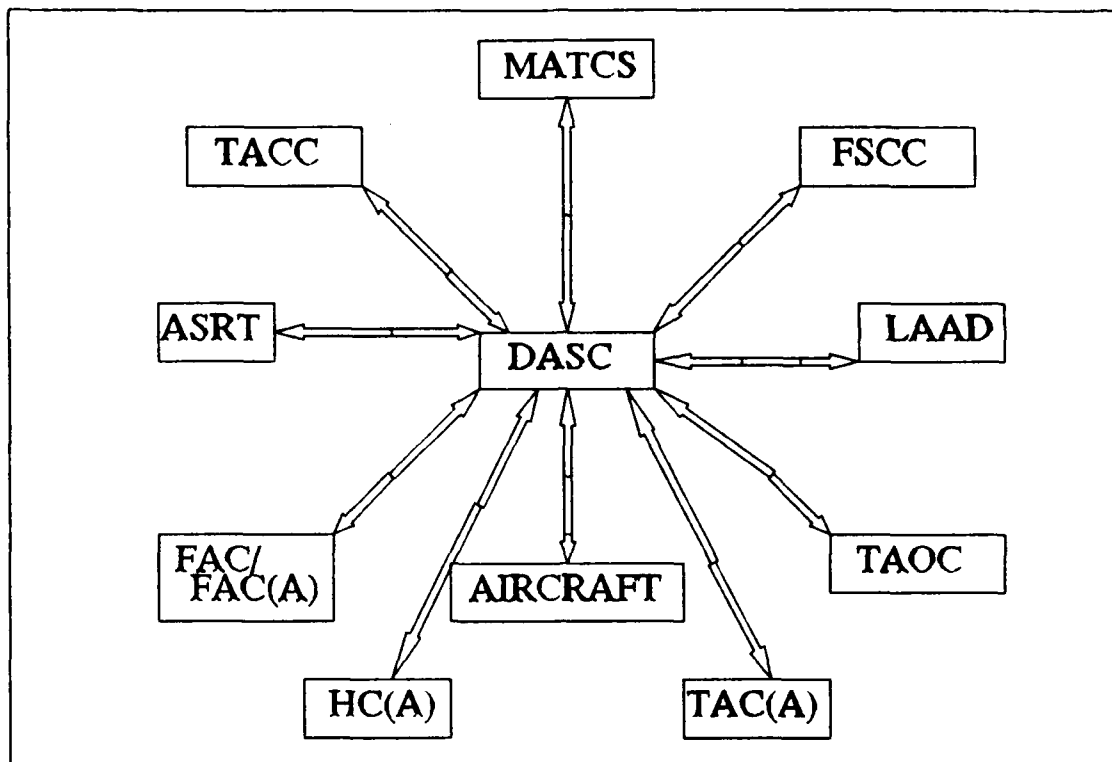 MATCS
TACC
FSCC
ASRT
LAAD
DASC
FAC/
FAC(A)
AIRCRAFT
TAOC
HC(A)
TAC(A)